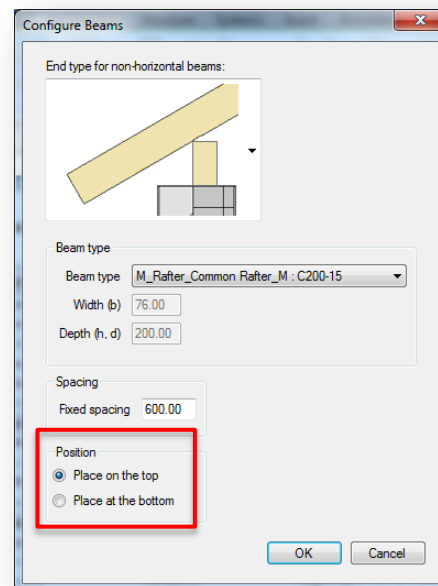 Configure Beams
End type for non-horizontal beams:
Beam type
Beam type M_Rafter_Common Rafter_M : C200-15
Width (b) 76.00
Depth (h, d) 200.00
Spacing
Fixed spacing 600.00
Position
Place on the top
Place at the bottom
OK Cancel